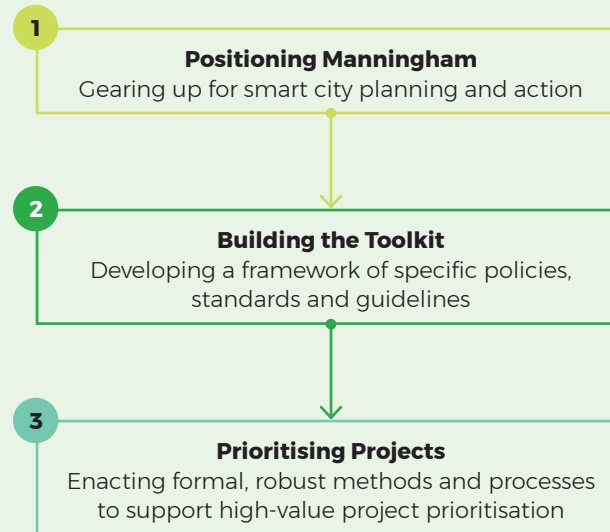 1
Positioning Manningham
Gearing up for smart city planning and action
2
Building the Toolkit
Developing a framework of specific policies,
standards and guidelines
3
Prioritising Projects
Enacting formal, robust methods and processes
to support high-value project prioritisation